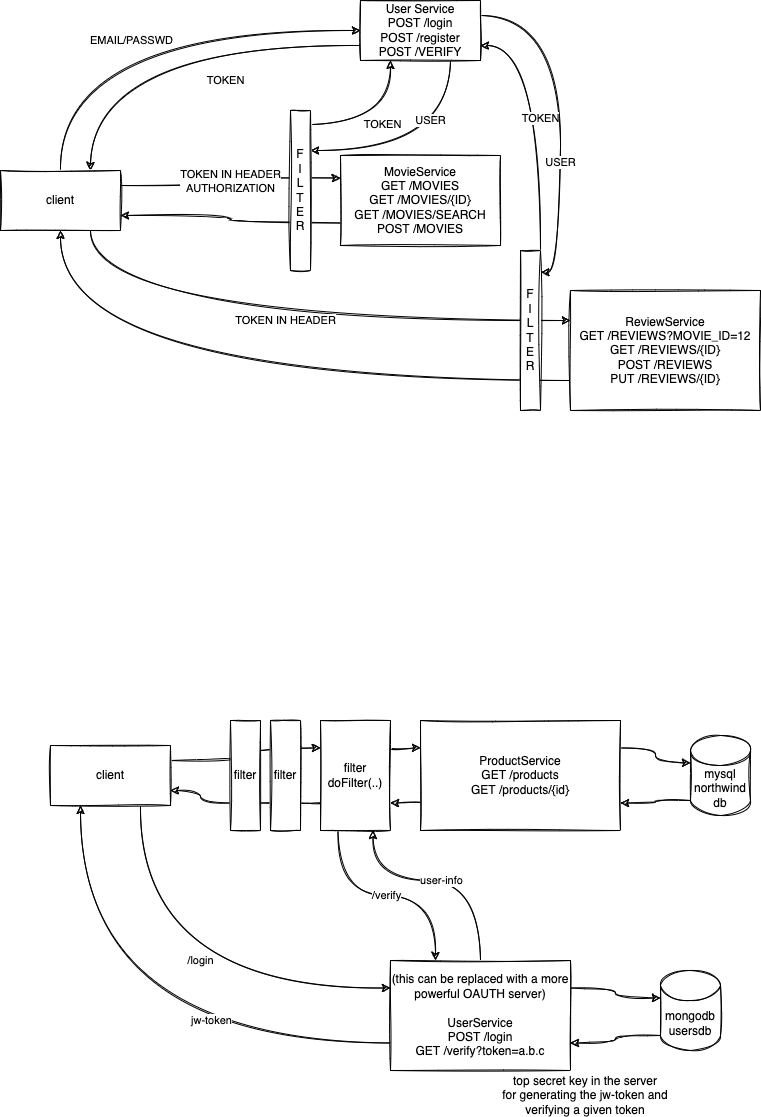 User Service
POST /login
POST /register
POST /VERIFY
EMAIL/PASSWD
TOKEN
TOKEN
USER
TOKEN
USER
F
I
L
T
E
R
client
TOKEN IN HEADER
AUTHORIZATION
MovieService
GET /MOVIES
GET /MOVIES/{ID}
GET /MOVIES/SEARCH
POST /MOVIES
F
I
L
T
E
R
TOKEN IN HEADER
ReviewService
GET /REVIEWS?MOVIE_ID=12
GET /REVIEWS/{ID}
POST /REVIEWS
PUT /REVIEWS/{ID}
client
filter
filter
filter
doFilter(..)
ProductService
GET /products
GET /products/{id}
mysql
northwind
db
/verify
user-info
/login
jw-token
(this can be replaced with a more
powerful OAUTH server)
UserService
POST /login
GET /verify?token=a.b.c
mongodb
usersdb
top secret key in the server
for generating the jw-token and
verifying a given token